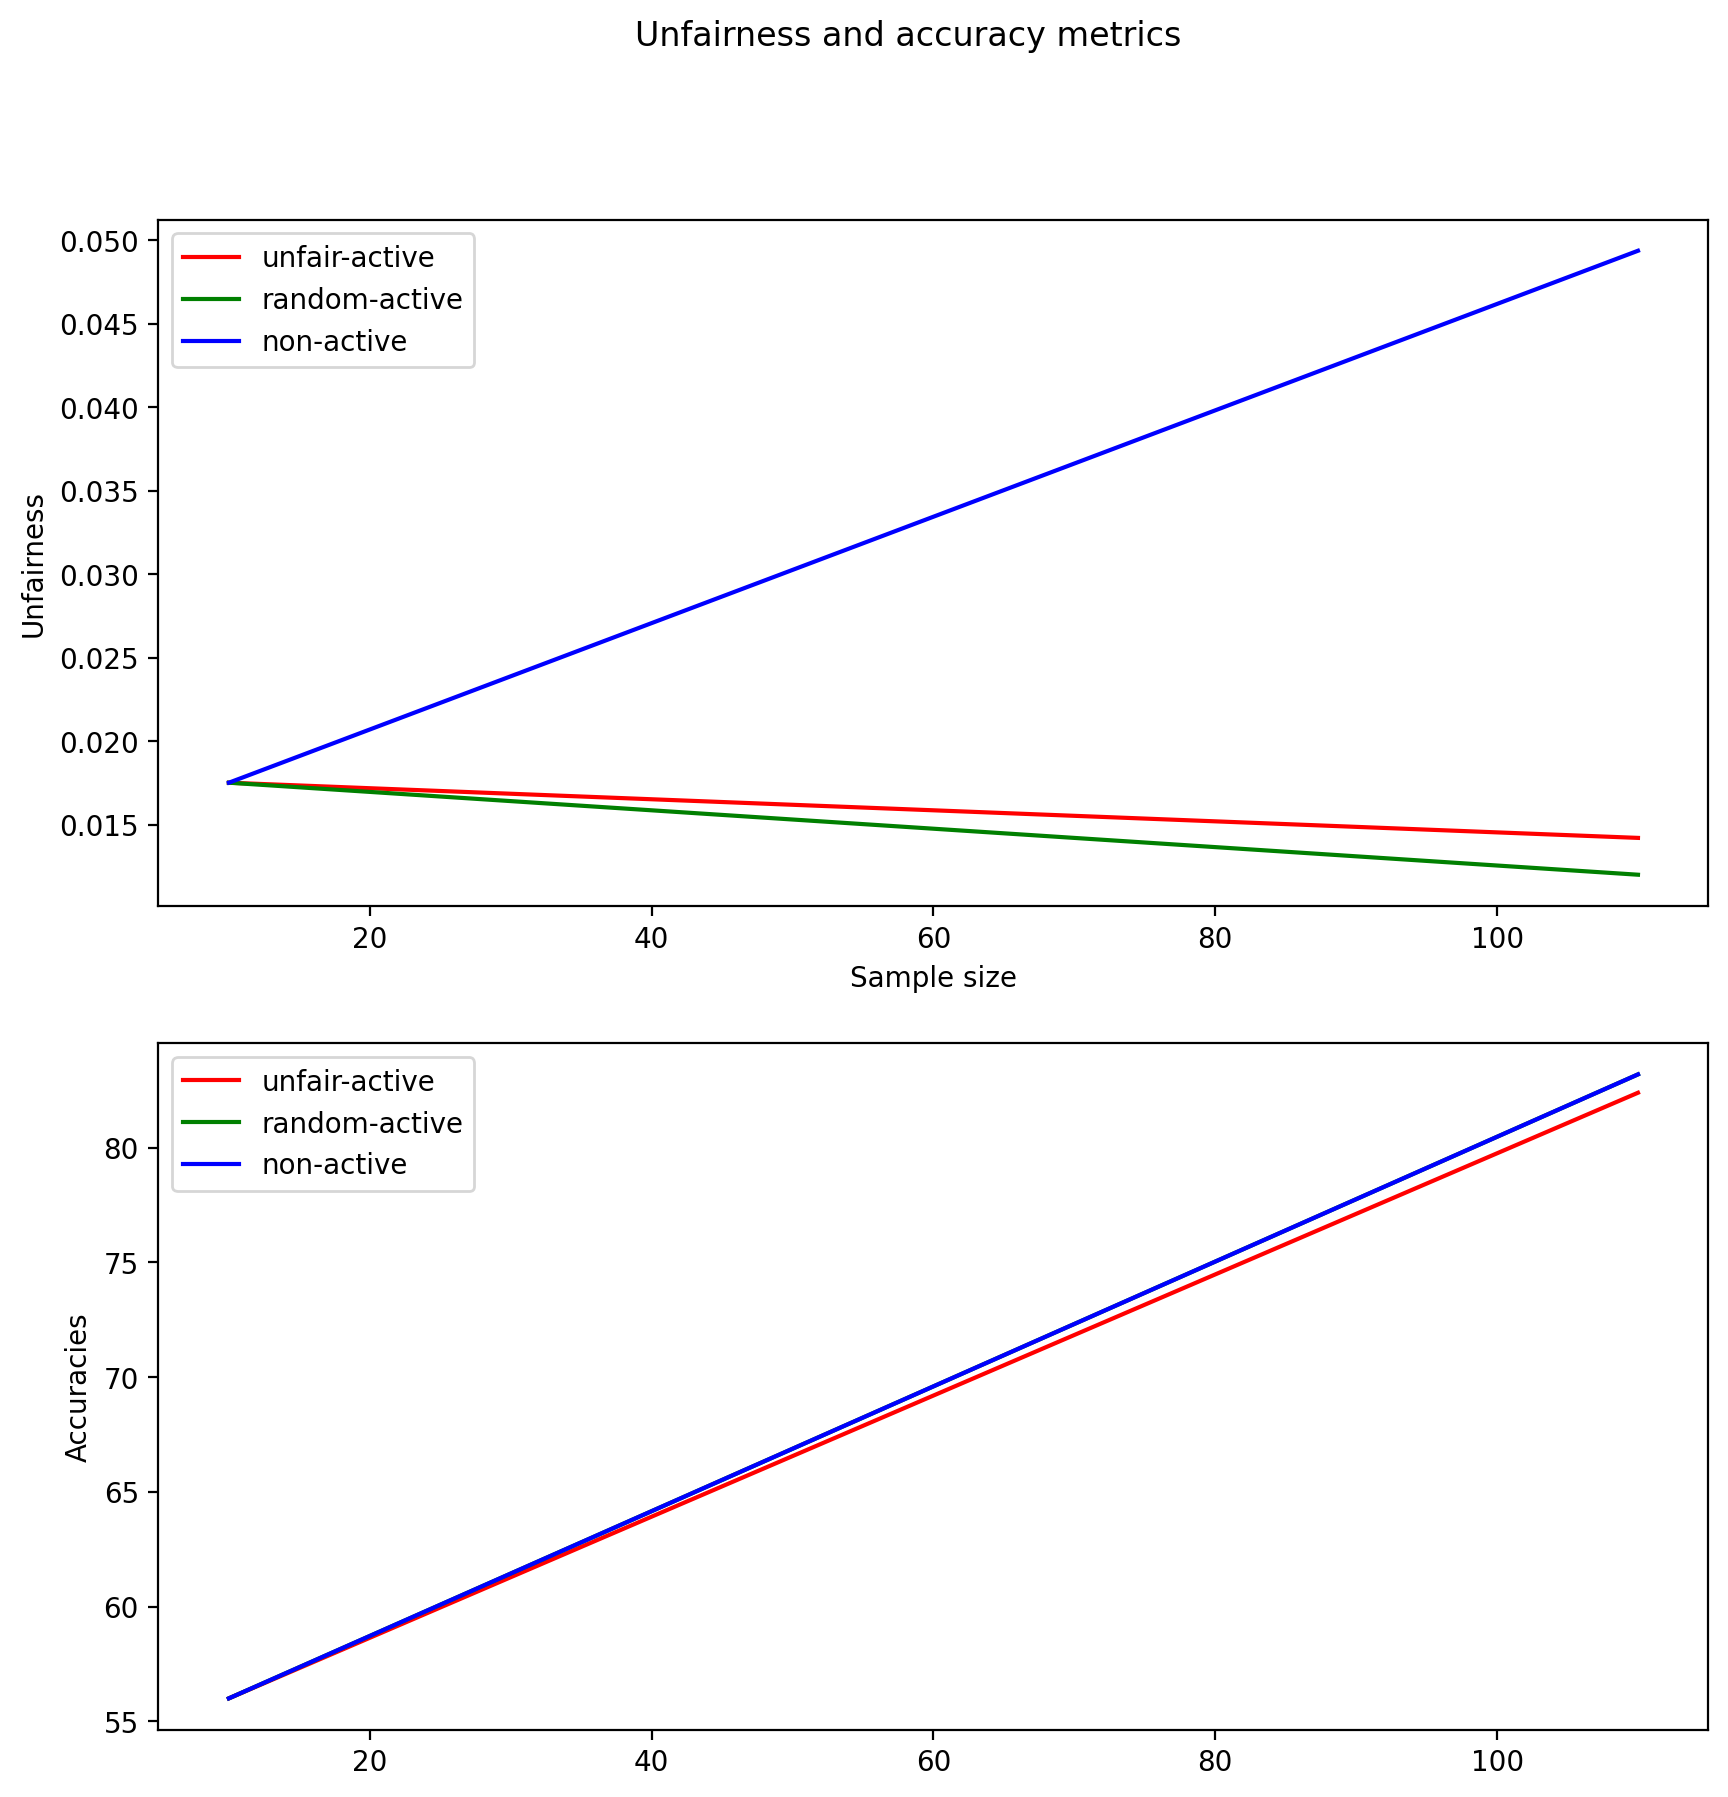 Unfairness and accuracy metrics
0.050
0.045
0.040
0.035
0.030
0.025
0.020
0.015
Unfairness
unfair-active
random-active
non-active
20 40 60 80 100
Sample size
80
75
70
65
60
55
Accuracies
unfair-active
random-active
non-active
20 40 60 80 100